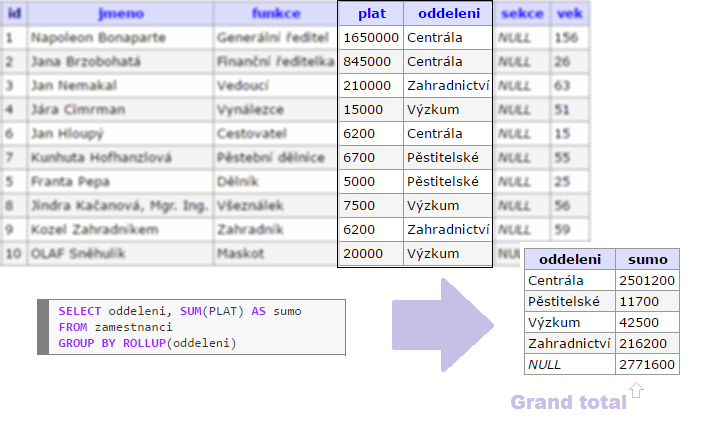 id jmeno funkce plat oddeleni sekce vek
1 Napoleon Bonaparte Generální ředitel 1650000 Centrála NULL 156
2 Jana Brzobohatá Finanční ředitelka 845000 Centrála NULL 26
3 Jan Nemakal Vedoucí 210000 Zahradnictví NULL 63
4 Jára Cimrman Vynálezce 15000 Výzkum NULL 51
6 Jan Hloupý Cestovatel 6200 Centrála NULL 15
7 Kunhuta Hofhanzlová Pěstební dělnice 6700 Pěstitelské NULL 55
5 Franta Pepa Dělník 5000 Pěstitelské NULL 25
8 Jindra Kačanová, Mgr. Ing. Všeználek 7500 Výzkum NULL 56
9 Kozel Zahradníkem Zahradník 6200 Zahradnictví NULL 59
10 OLAF Sněhulík Maskot 20000 Výzkum
oddeleni sumo
Centrála 2501200
Pěstitelské 11700
Výzkum 42500
Zahradnictví 216200
NULL 2771600
SELECT oddeleni, SUM(PLAT) AS sumo
FROM zamestnanci
GROUP BY ROLLUP(oddeleni)
Grand total